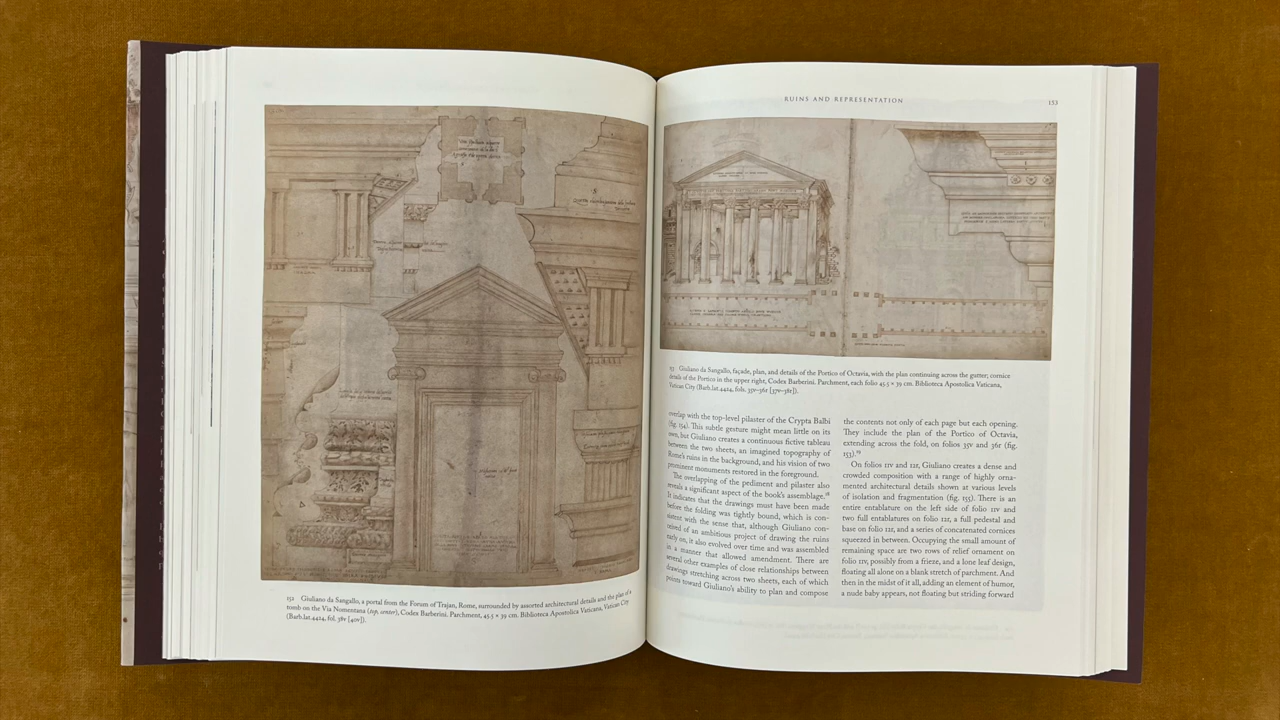 152 Giuliano da Sangallo, a portal from the Forum of Trajan, Rome, surrounded by assorted architectural details and the plan of a
tomb on the Via Nomentana (top, center), Codex Barberini. Parchment, 45.5 × 39 cm. Biblioteca Apostolica Vaticana, Vatican City
(Barb.lat.4424, fol. 38v [40v]).
RUINS AND REPRESENTATION
153
153 Giuliano da Sangallo, façade, plan, and details of the Portico of Octavia, with the plan continuing across the gutter; cornice
details of the Portico in the upper right, Codex Barberini. Parchment, each folio 45.5 × 39 cm. Biblioteca Apostolica Vaticana,
Vatican City (Barb.lat.4424, fols. 35v–36r [37v–38r]).
overlap with the top-level pilaster of the Crypta Balbi
(fig. 154). This subtle gesture might mean little on its
own, but Giuliano creates a continuous fictive tableau
between the two sheets, an imagined topography of
Rome's ruins in the background, and his vision of two
prominent monuments restored in the foreground.
The overlapping of the pediment and pilaster also
reveals a significant aspect of the book's assemblage.
It indicates that the drawings must have been made
before the folding was tightly bound, which is con-
sistent with the sense that, although Giuliano con-
ceived of an ambitious project of drawing the ruins
early on, it also evolved over time and was assembled
in a manner that allowed amendment. There are
several other examples of close relationships between
drawings stretching across two sheets, each of which
points toward Giuliano's ability to plan and compose
the contents not only of each page but each opening.
They include the plan of the Portico of Octavia,
extending across the fold, on folios 35v and 36r (fig.
153).
On folios 11v and 12r, Giuliano creates a dense and
crowded composition with a range of highly orna-
mented architectural details shown at various levels
of isolation and fragmentation (fig. 155). There is an
entire entablature on the left side of folio 11v and
two full entablatures on folio 12r, a full pedestal and
base on folio 12r, and a series of concatenated cornices
squeezed in between. Occupying the small amount of
remaining space are two rows of relief ornament on
folio 12v, possibly from a frieze, and a lone leaf design,
floating all alone on a blank stretch of parchment. And
then in the midst of it all, adding an element of humor,
a nude baby appears, not floating but striding forward